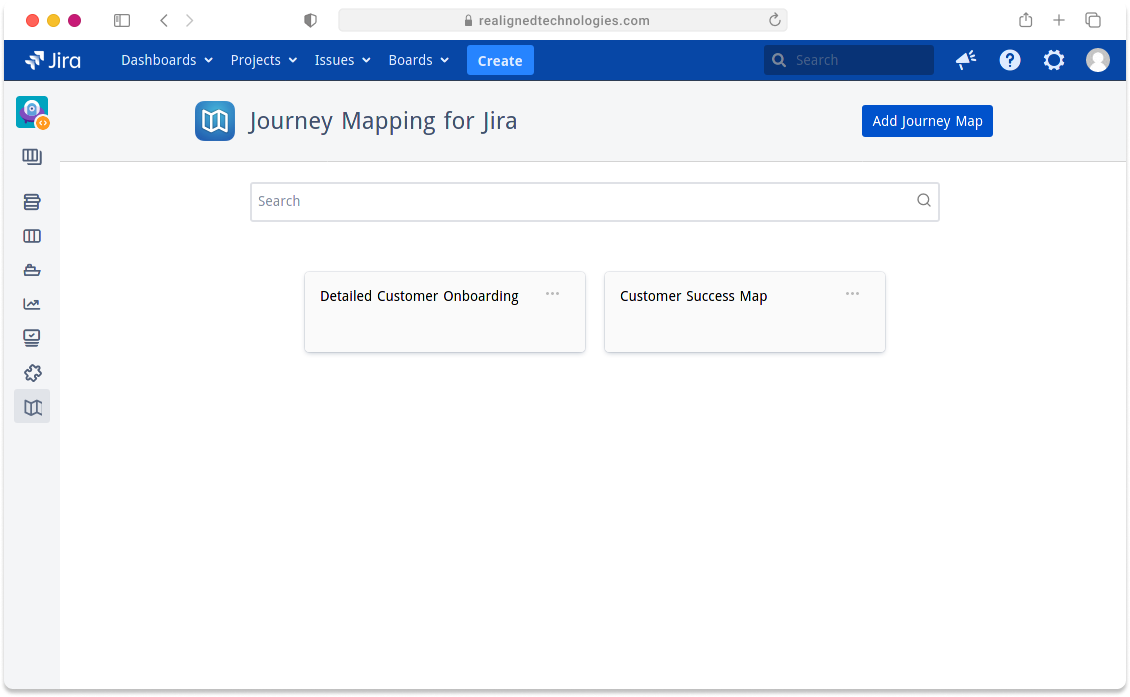 realignedtechnologies.com
Jira Dashboards Projects Issues Boards Create Search ?
Journey Mapping for Jira
Add Journey Map
Search
Detailed Customer Onboarding
Customer Success Map